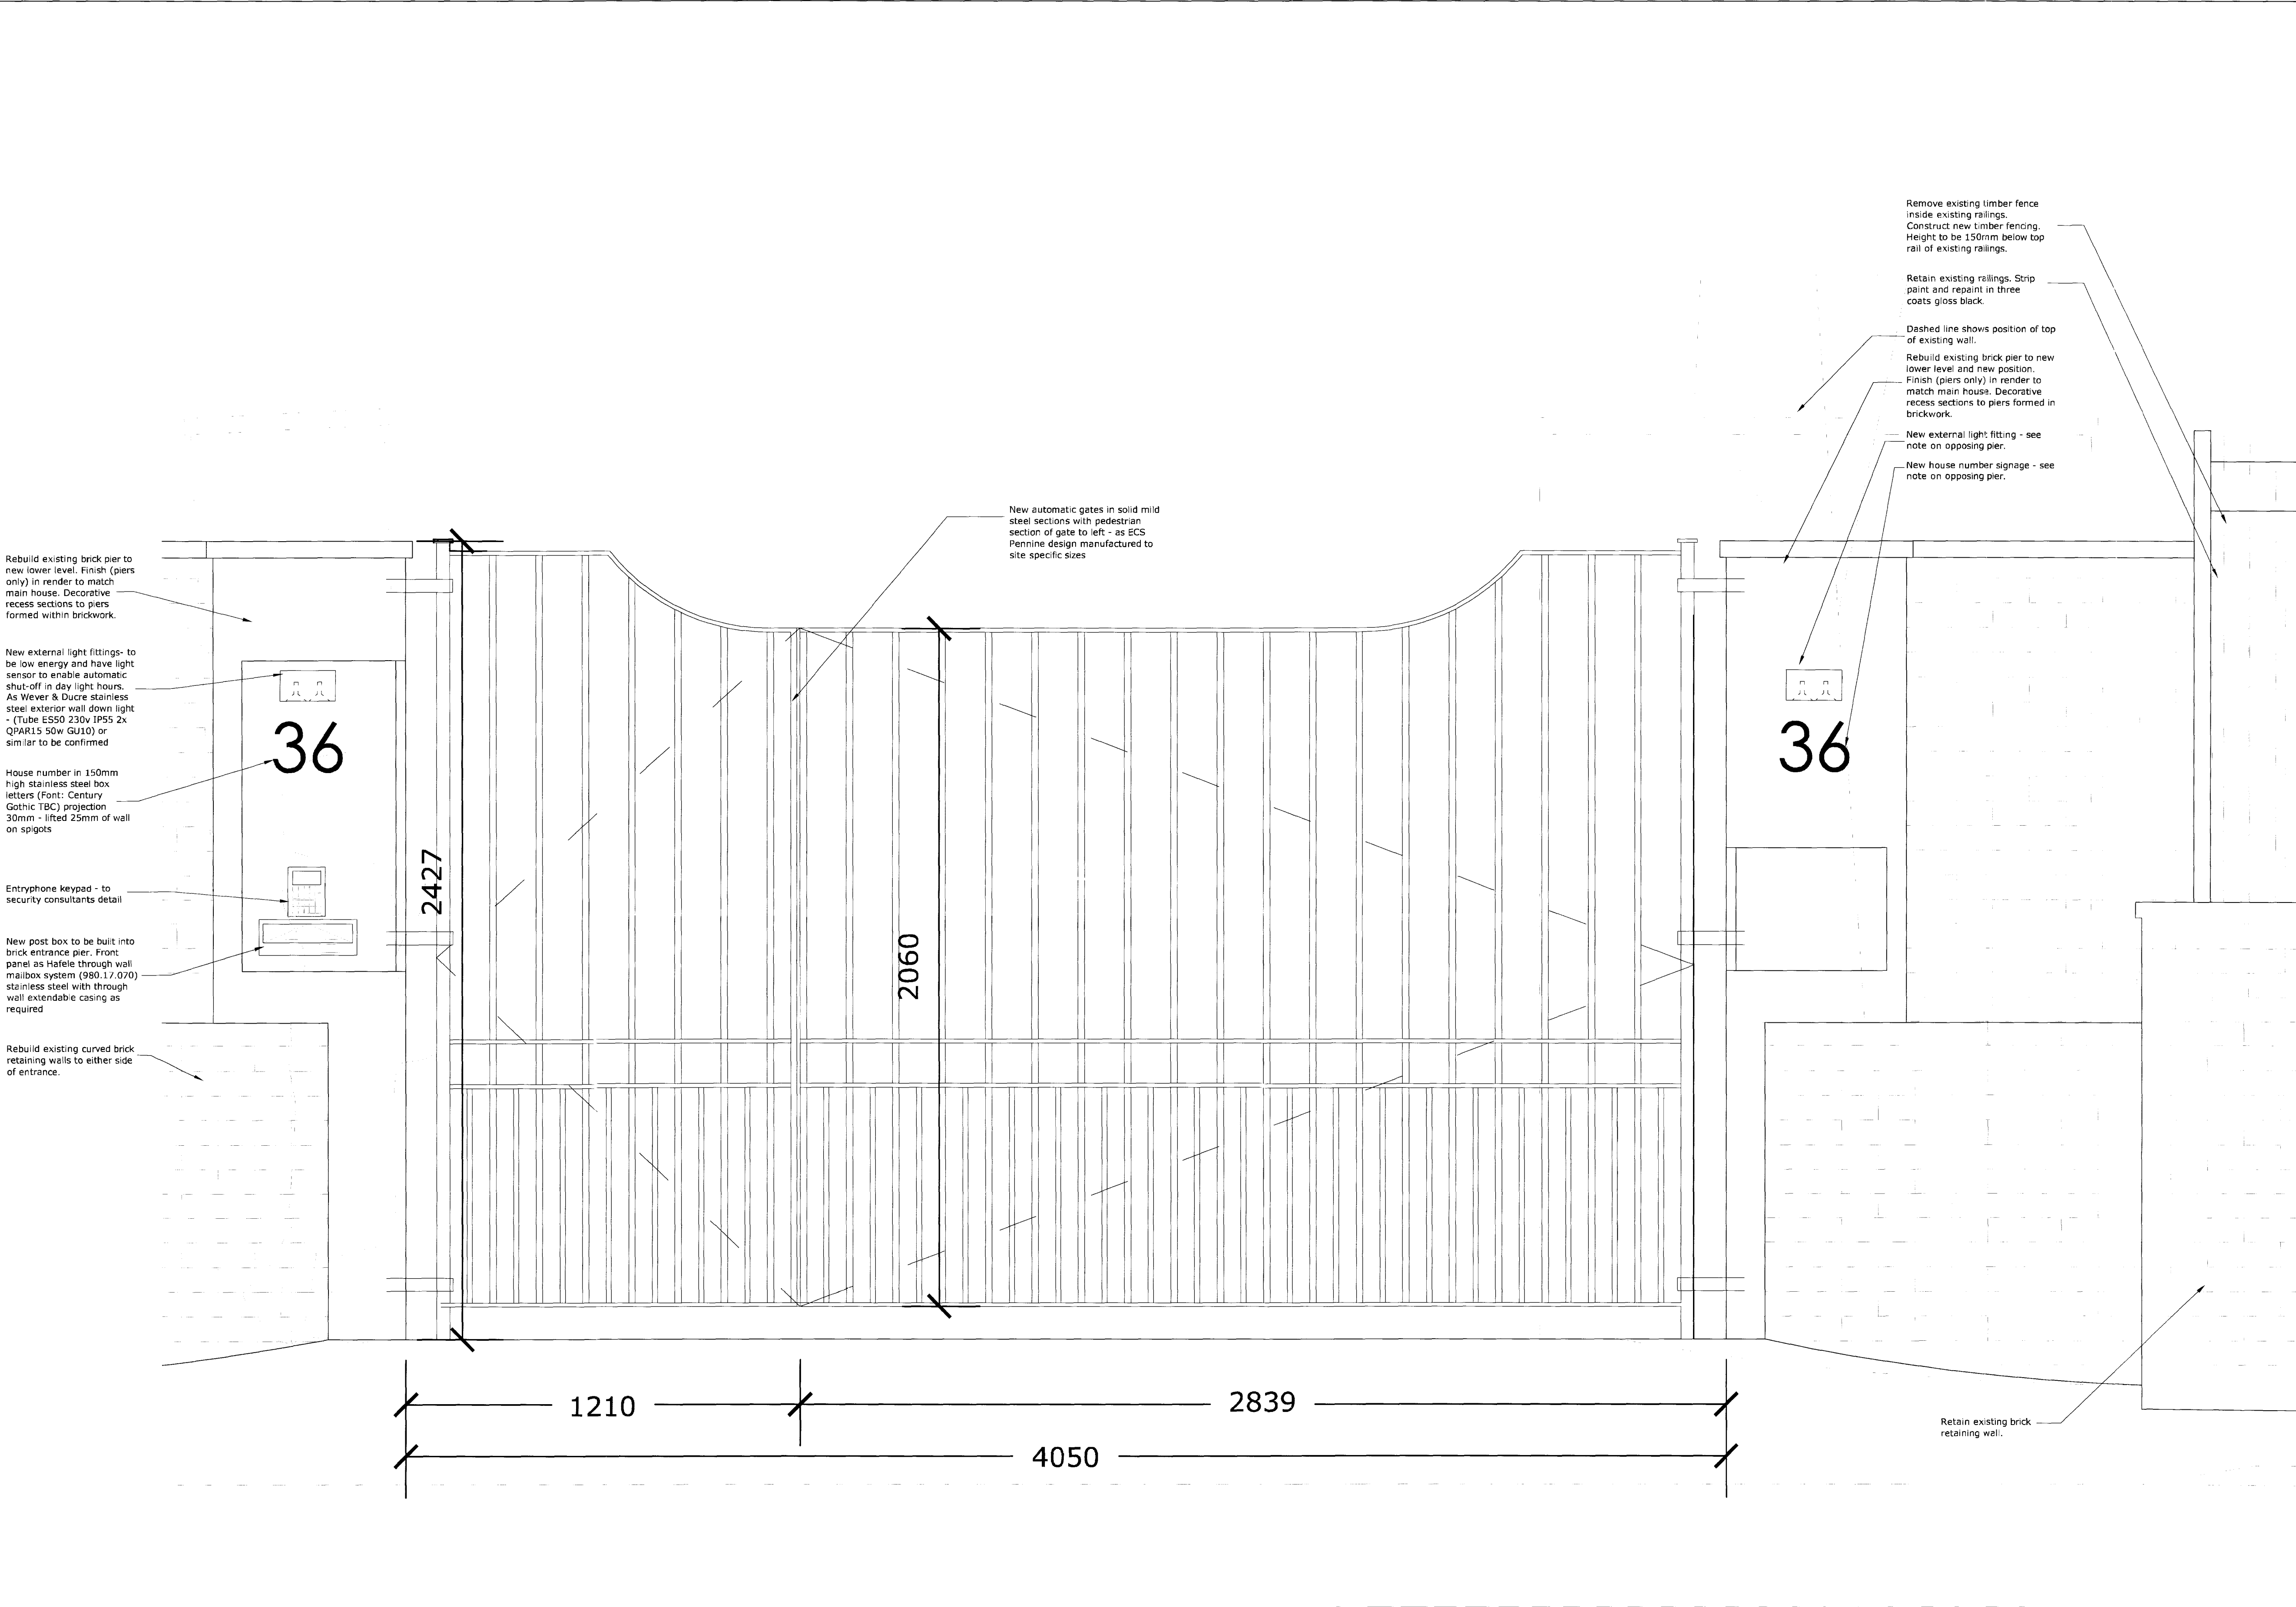 Remove existing timber fence
inside existing railings.
Construct new timber fencing.
Height to be 150mm below top
rail of existing railings.
Retain existing railings. Strip
paint and repaint in three
coats gloss black.
Dashed line shows position of top
of existing wall.
Rebuild existing brick pier to new
lower level and new position.
Finish (piers only) in render to
match main house. Decorative
recess sections to piers formed in
brickwork.
New external light fitting - see
note on opposing pier.
New house number signage - see
note on opposing pier.
New automatic gates in solid mild
steel sections with pedestrian
section of gate to left - as ECS
Pennine design manufactured to
site specific sizes
Rebuild existing brick pier to
new lower level. Finish (piers
only) in render to match
main house. Decorative
recess sections to piers
formed within brickwork.
New external light fittings- to
be low energy and have light
sensor to enable automatic
shut-off in day light hours.
As Wever & Ducre stainless
steel exterior wall down light
- (Tube ES50 230v IP55 2x
QPAR15 50w GU10) or
similar to be confirmed
House number in 150mm
high stainless steel box
letters (Font: Century
Gothic TBC) projection
30mm - lifted 25mm of wall
on spigots
Entryphone keypad - to
security consultants detail
New post box to be built into
brick entrance pier. Front
panel as Hafele through wall
mailbox system (980.17.070)
stainless steel with through
wall extendable casing as
required
Rebuild existing curved brick
retaining walls to either side
of entrance.
36
36
2427
2060
1210
2839
4050
Retain existing brick
retaining wall.